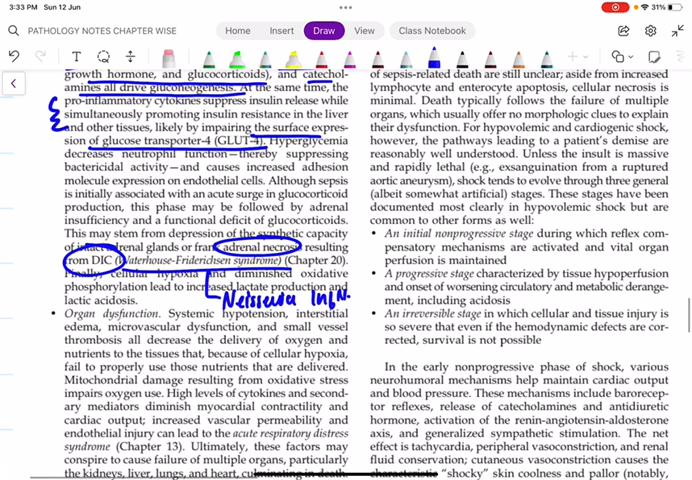 3:33 PM Sun 12 Jun
31%
PATHOLOGY NOTES CHAPTER WISE
Home Insert Draw View Class Notebook
growth hormone, and glucocorticoids), and catechol-
amines all drive gluconeogenesis. At the same time, the
pro-inflammatory cytokines suppress insulin release while
simultaneously promoting insulin resistance in the liver
and other tissues, likely by impairing the surface expres-
sion of glucose transporter-4 (GLUT-4). Hyperglycemia
decreases neutrophil function—thereby suppressing
bactericidal activity—and causes increased adhesion
molecule expression on endothelial cells. Although sepsis
is initially associated with an acute surge in glucocorticoid
production, this phase may be followed by adrenal
insufficiency and a functional deficit of glucocorticoids.
This may stem from depression of the synthetic capacity
of intact adrenal glands or frank adrenal necrosis resulting
from DIC (Waterhouse-Friderichsen syndrome) (Chapter 20).
Finally, cellular hypoxia and diminished oxidative
phosphorylation lead to increased lactate production and
lactic acidosis.
Neisseria Infn.
• Organ dysfunction. Systemic hypotension, interstitial
edema, microvascular dysfunction, and small vessel
thrombosis all decrease the delivery of oxygen and
nutrients to the tissues that, because of cellular hypoxia,
fail to properly use those nutrients that are delivered.
Mitochondrial damage resulting from oxidative stress
impairs oxygen use. High levels of cytokines and second-
ary mediators diminish myocardial contractility and
cardiac output; increased vascular permeability and
endothelial injury can lead to the acute respiratory distress
syndrome (Chapter 13). Ultimately, these factors may
conspire to cause failure of multiple organs, particularly
the kidneys, liver, lungs, and heart, culminating in death.
of sepsis-related death are still unclear; aside from increased
lymphocyte and enterocyte apoptosis, cellular necrosis is
minimal. Death typically follows the failure of multiple
organs, which usually offer no morphologic clues to explain
their dysfunction. For hypovolemic and cardiogenic shock,
however, the pathways leading to a patient's demise are
reasonably well understood. Unless the insult is massive
and rapidly lethal (e.g., exsanguination from a ruptured
aortic aneurysm), shock tends to evolve through three general
(albeit somewhat artificial) stages. These stages have been
documented most clearly in hypovolemic shock but are
common to other forms as well:
• An initial nonprogressive stage during which reflex com-
pensatory mechanisms are activated and vital organ
perfusion is maintained
• A progressive stage characterized by tissue hypoperfusion
and onset of worsening circulatory and metabolic derange-
ment, including acidosis
• An irreversible stage in which cellular and tissue injury is
so severe that even if the hemodynamic defects are cor-
rected, survival is not possible
In the early nonprogressive phase of shock, various
neurohumoral mechanisms help maintain cardiac output
and blood pressure. These mechanisms include barorecep-
tor reflexes, release of catecholamines and antidiuretic
hormone, activation of the renin-angiotensin-aldosterone
axis, and generalized sympathetic stimulation. The net
effect is tachycardia, peripheral vasoconstriction, and renal
fluid conservation; cutaneous vasoconstriction causes the
characteristic "shocky" skin coolness and pallor (notably,